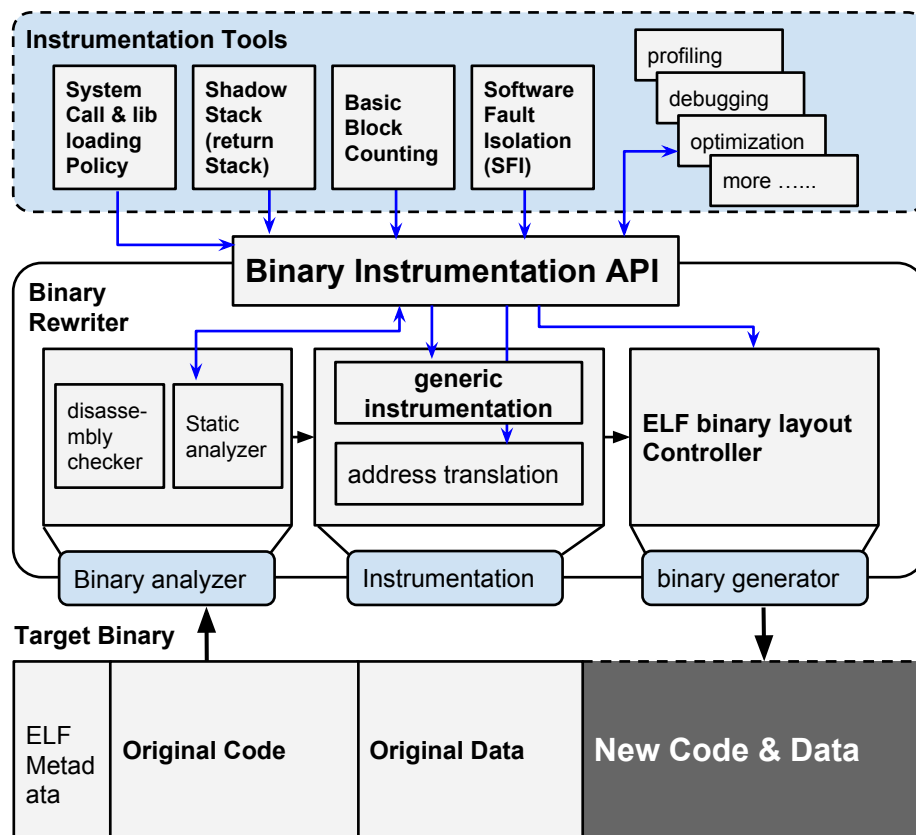 Instrumentation Tools
System
Call & lib
loading
Policy
Shadow
Stack
(return
Stack)
Basic
Block
Counting
Software
Fault
Isolation
(SFI)
profiling
debugging
optimization
more ......
Binary Instrumentation API
Binary
Rewriter
disasse-
mbly
checker
Static
analyzer
generic
instrumentation
address translation
ELF binary layout
Controller
Binary analyzer
Instrumentation
binary generator
Target Binary
ELF
Metad
ata
Original Code
Original Data
New Code & Data